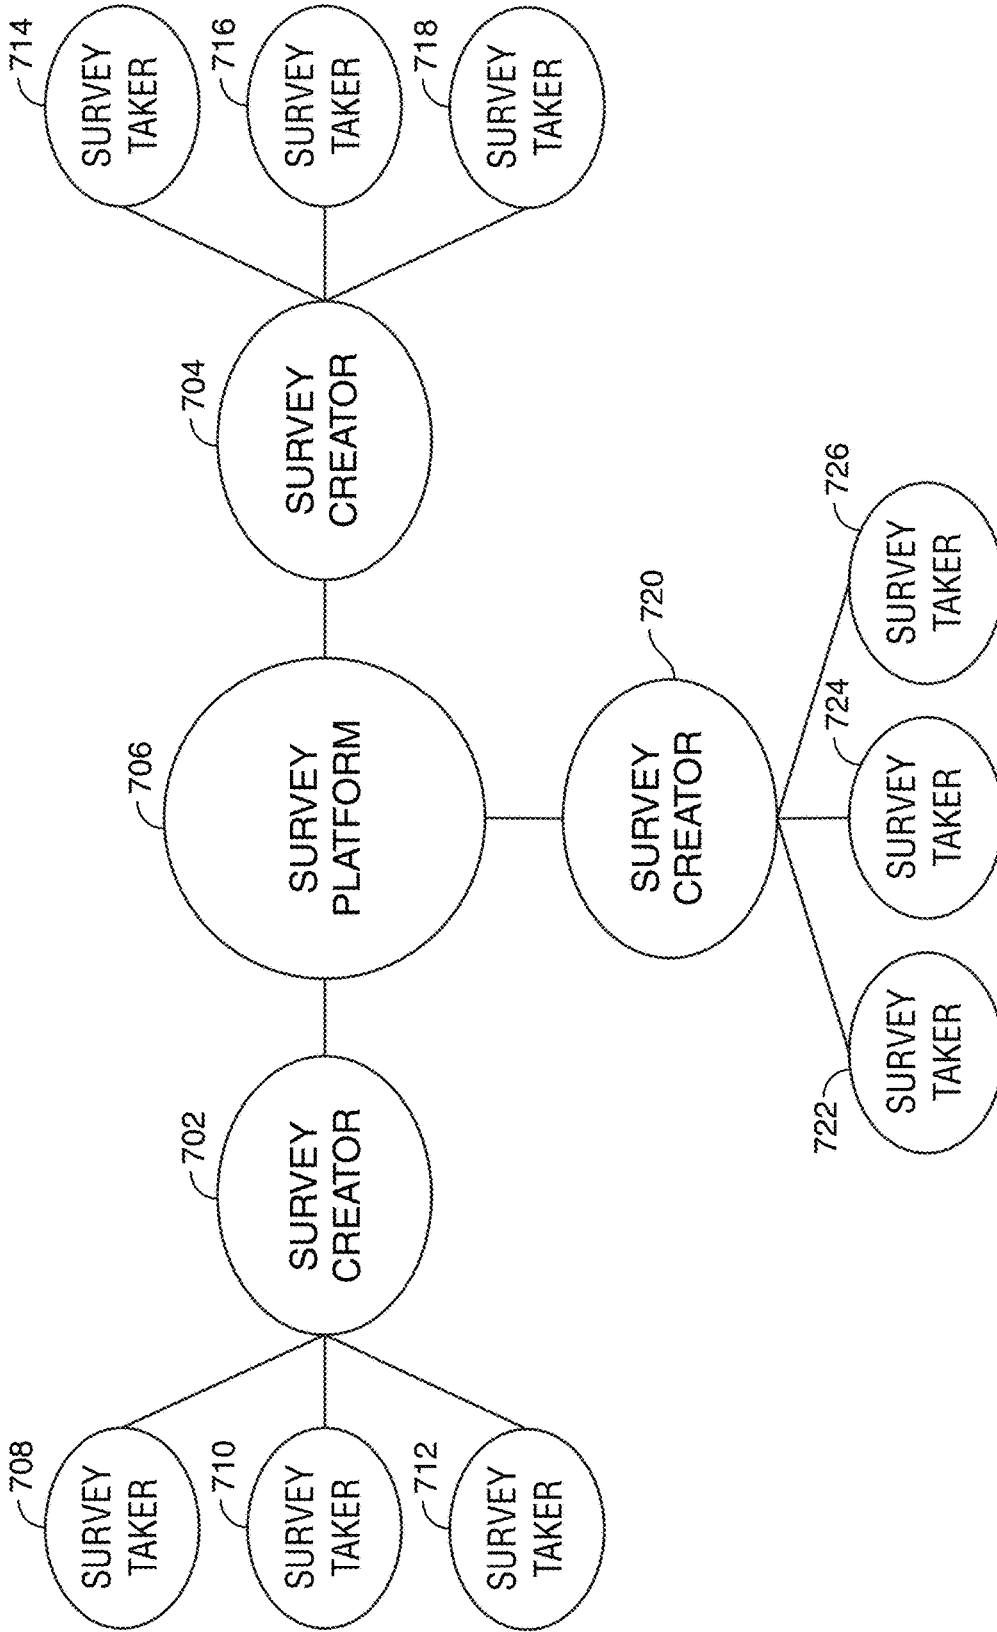 708
SURVEY
TAKER
710
SURVEY
TAKER
712
SURVEY
TAKER
702
SURVEY
CREATOR
706
SURVEY
PLATFORM
704
SURVEY
CREATOR
714
SURVEY
TAKER
716
SURVEY
TAKER
718
SURVEY
TAKER
720
SURVEY
CREATOR
722
SURVEY
TAKER
724
SURVEY
TAKER
726
SURVEY
TAKER